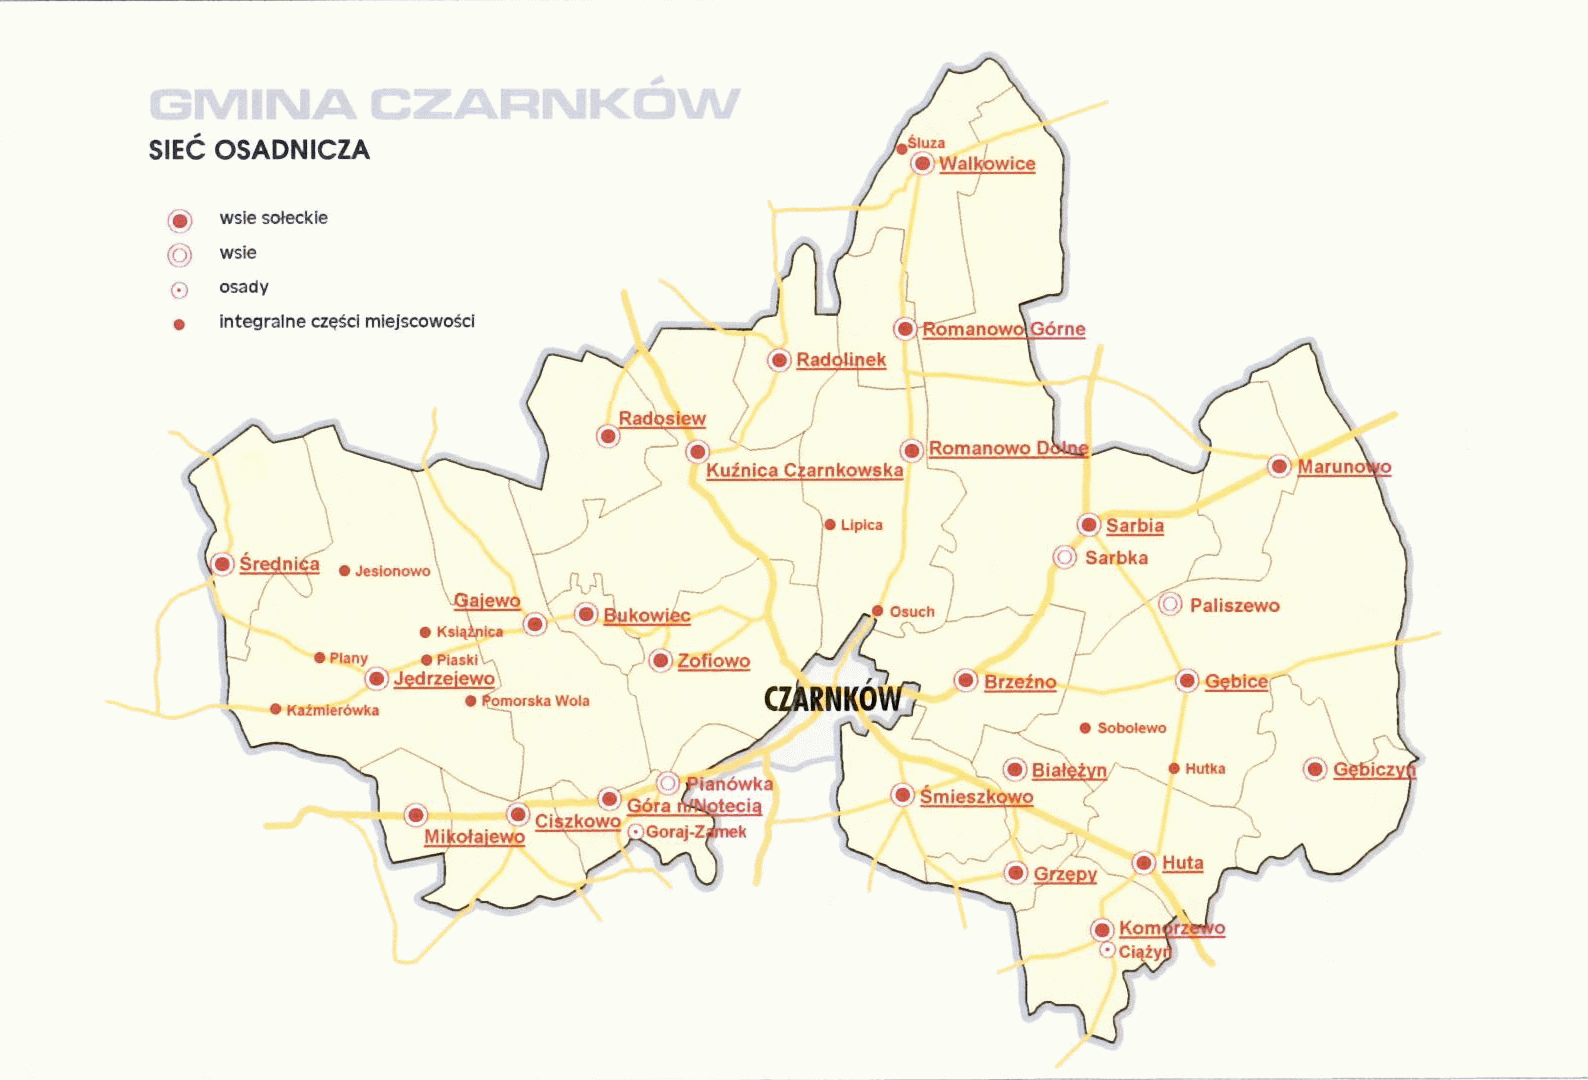 GMINA CZARNKÓW
SIEĆ OSADNICZA
wsie sołeckie
wsie
osady
integralne części miejscowości
Śluza
Walkowice
Romanowo Górne
Radolinek
Radosiew
Kuźnica Czarnkowska
Romanowo Dolne
Marunowo
Lipica
Sarbia
Sarbka
Średnica
Jesionowo
Gajewo
Bukowiec
Paliszewo
Osuch
Książnica
Piany
Piaski
Zofiowo
Jędrzejewo
Brzeźno
Gębice
Pomorska Wola
CZARNKÓW
Kaźmierówka
Sobolewo
Białężyn
Hutka
Gębiczyn
Pianówka
Śmieszkowo
Góra n/Notecią
Ciszkowo
Goraj-Zamek
Mikołajewo
Huta
Grzępy
Komorzewo
Ciążyń